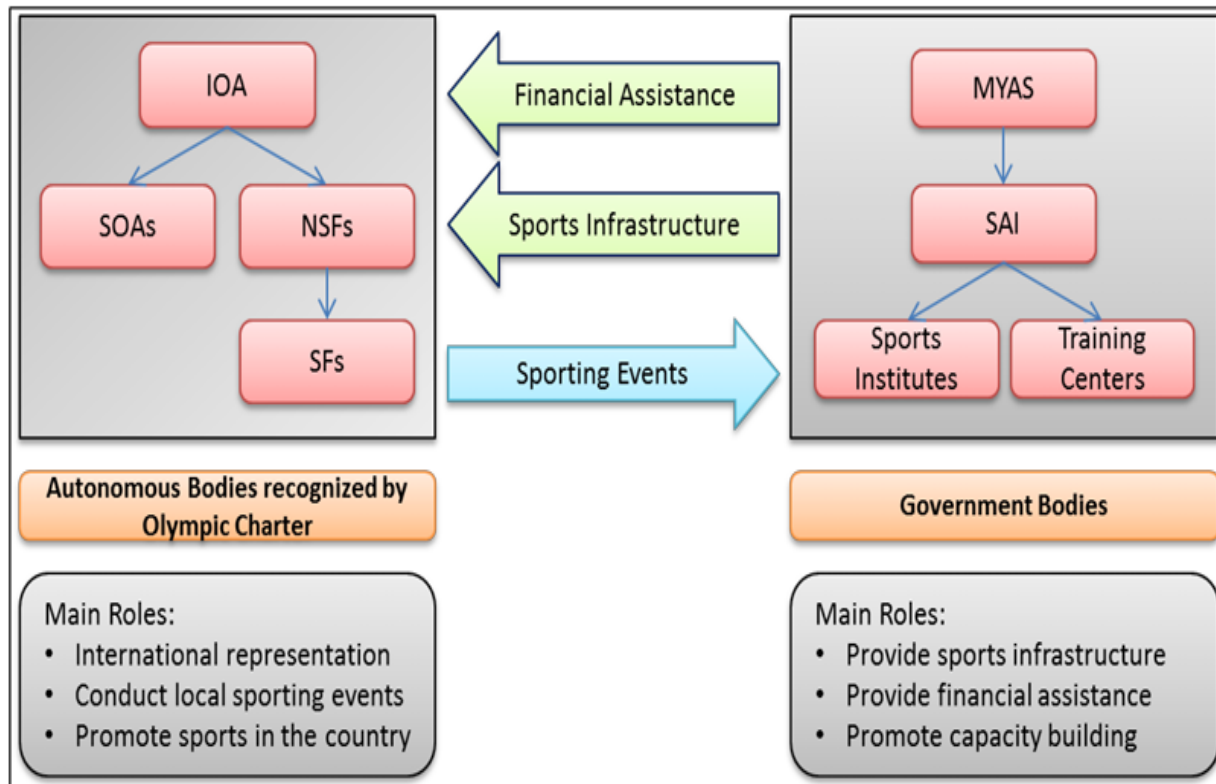 IOA
SOAs
NSFs
SFs
Financial Assistance
Sports Infrastructure
Sporting Events
MYAS
SAI
Sports
Institutes
Training
Centers
Autonomous Bodies recognized by
Olympic Charter
Government Bodies
Main Roles:
• International representation
• Conduct local sporting events
• Promote sports in the country
Main Roles:
• Provide sports infrastructure
• Provide financial assistance
• Promote capacity building